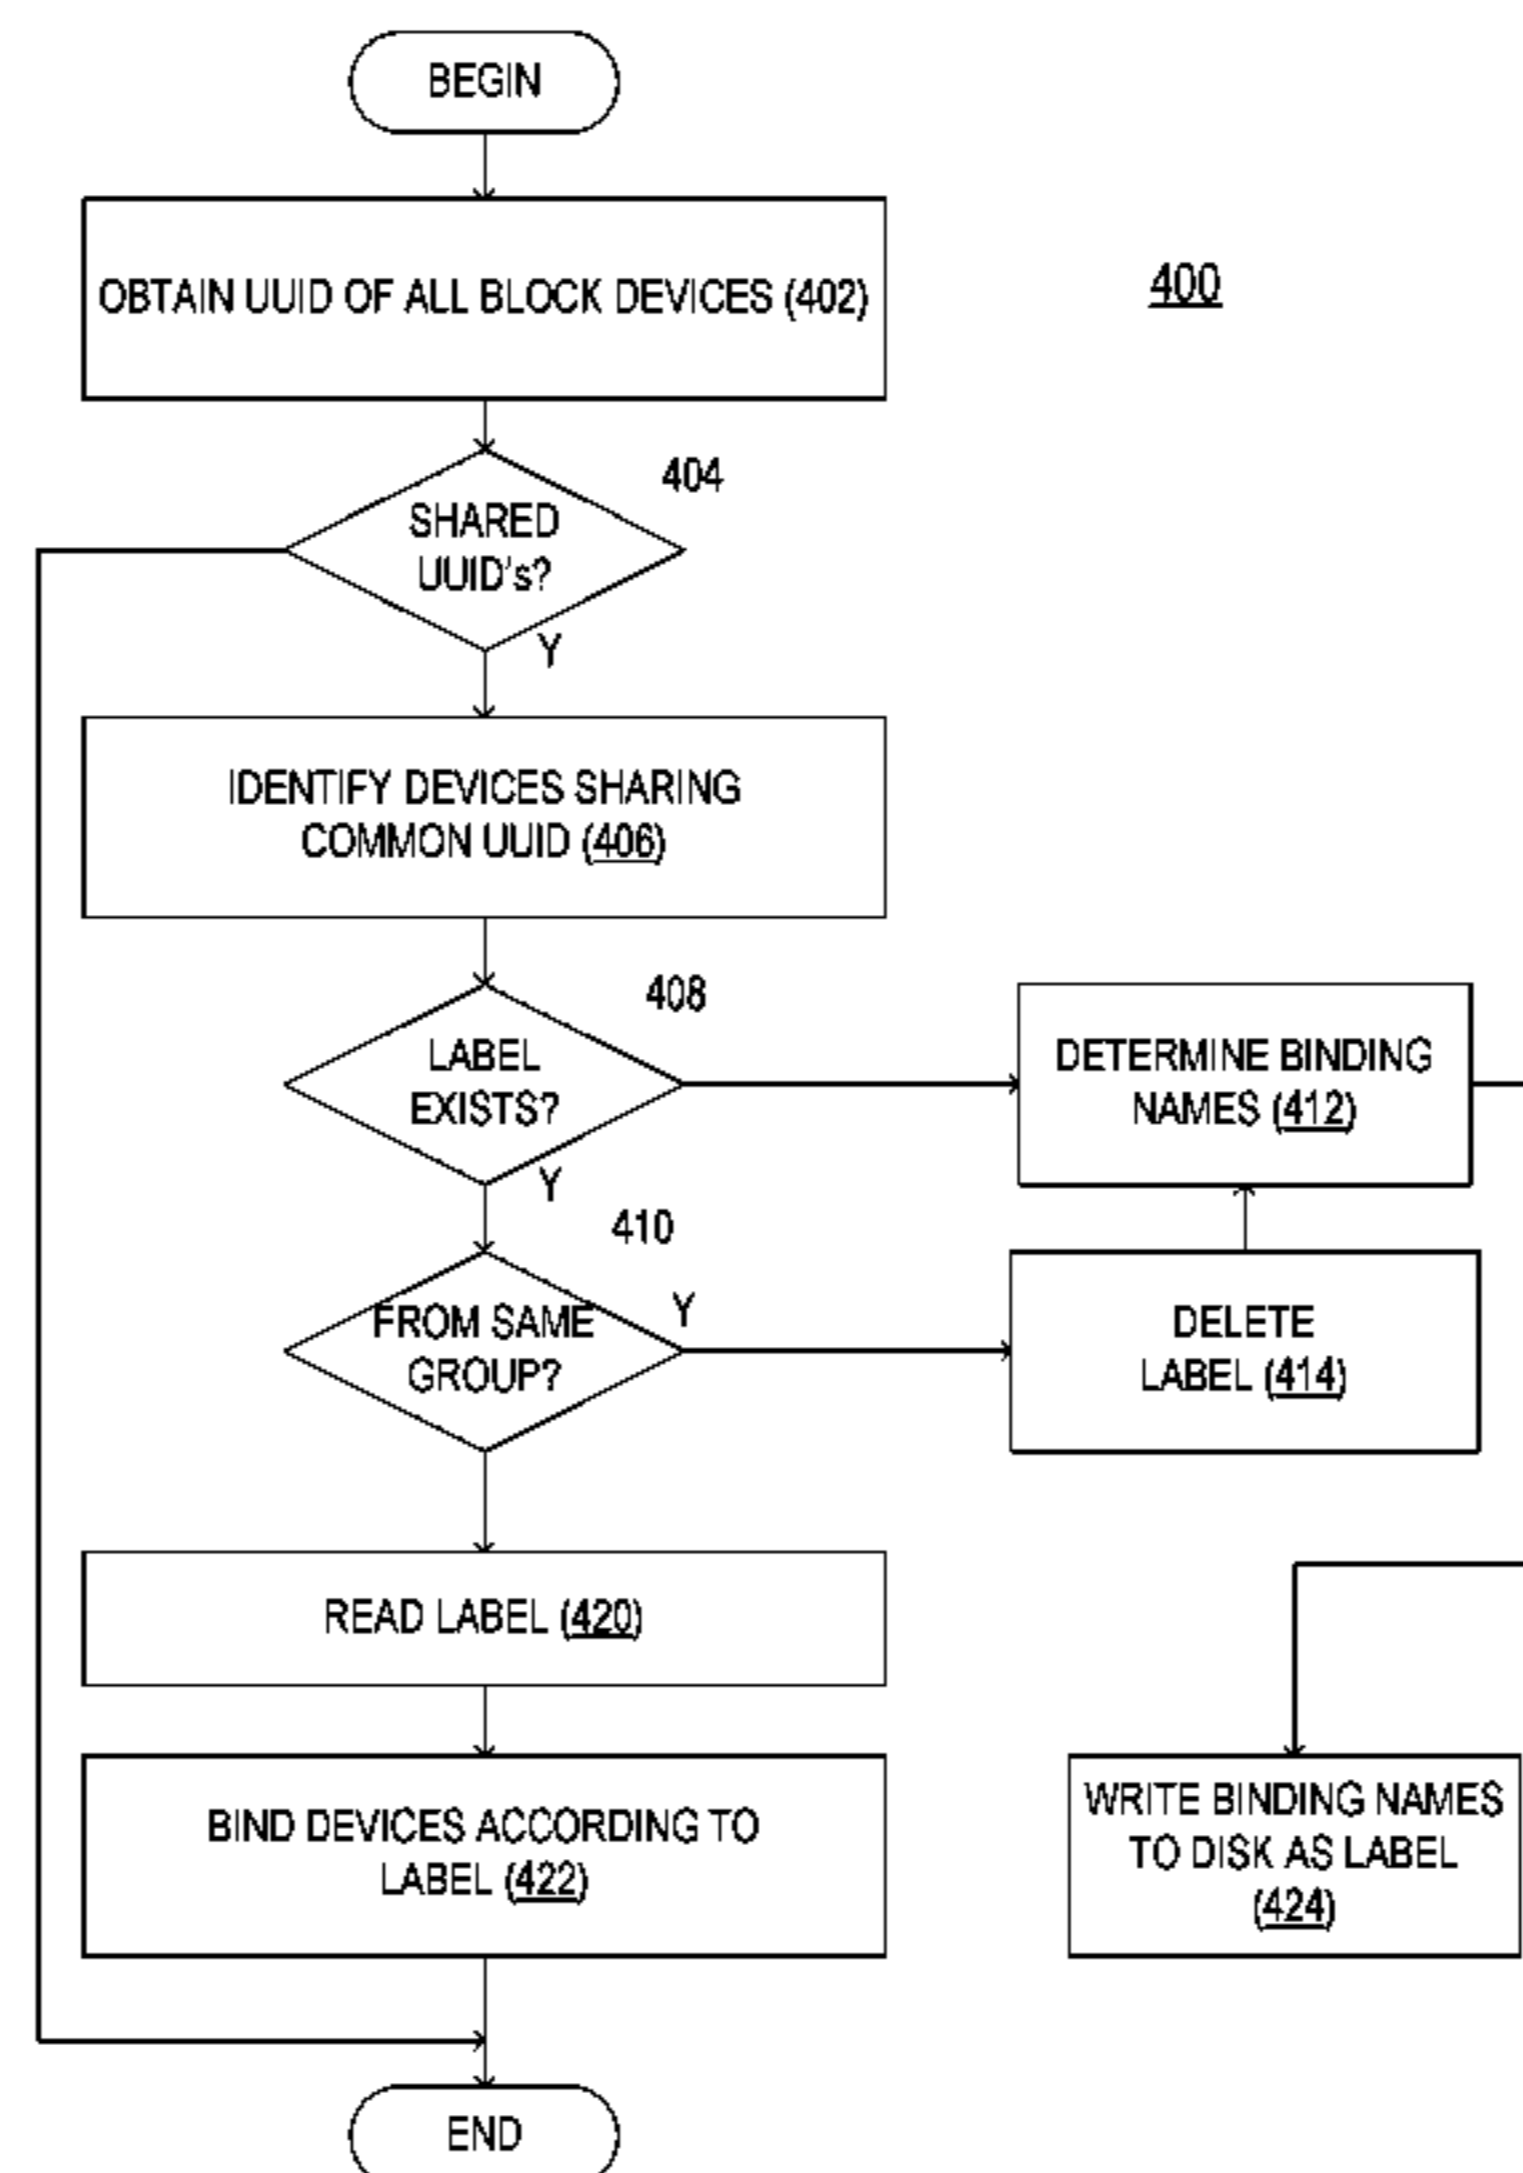 BEGIN
OBTAIN UUID OF ALL BLOCK DEVICES (402)
400
404
SHARED
UUID's?
Y
IDENTIFY DEVICES SHARING
COMMON UUID (406)
408
LABEL
EXISTS?
Y
DETERMINE BINDING
NAMES (412)
410
FROM SAME
GROUP?
Y
DELETE
LABEL (414)
READ LABEL (420)
BIND DEVICES ACCORDING TO
LABEL (422)
WRITE BINDING NAMES
TO DISK AS LABEL
(424)
END